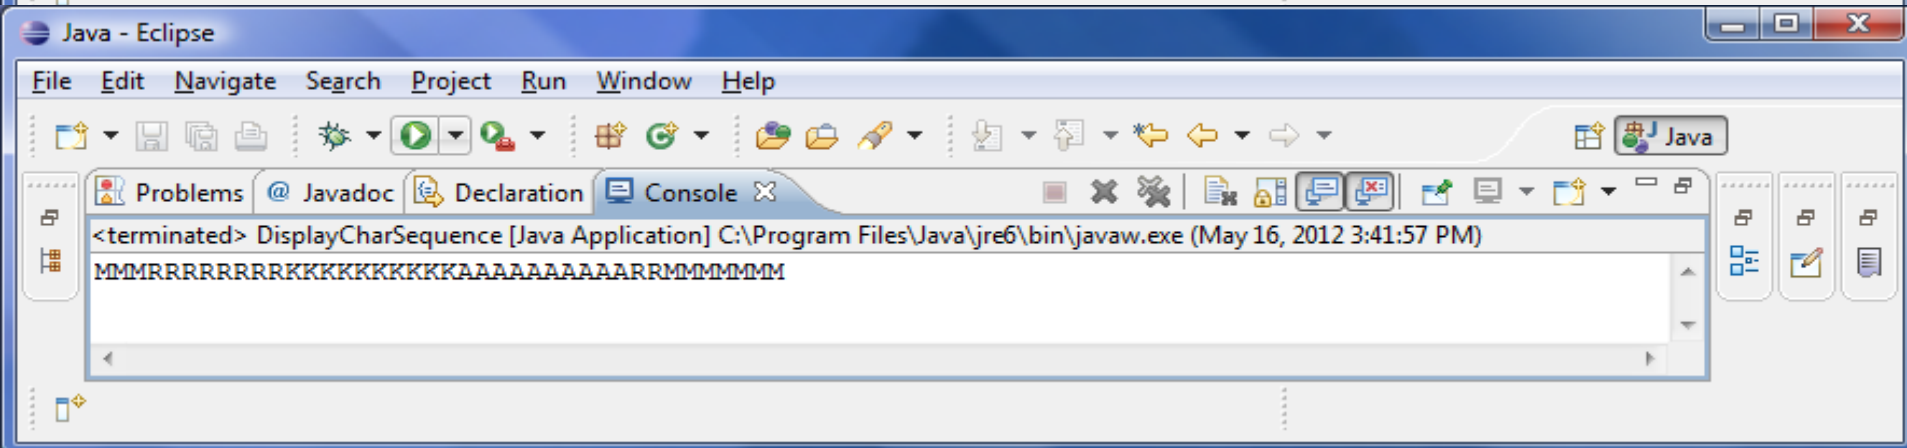 Java - Eclipse
File Edit Navigate Search Project Run Window Help
Java
Problems @ Javadoc Declaration Console
<terminated> DisplayCharSequence [Java Application] C:\Program Files\Java\jre6\bin\javaw.exe (May 16, 2012 3:41:57 PM)
MMMRRRRRRRRKKKKKKKKKKAAAAAAAAAARRMMMMMMM